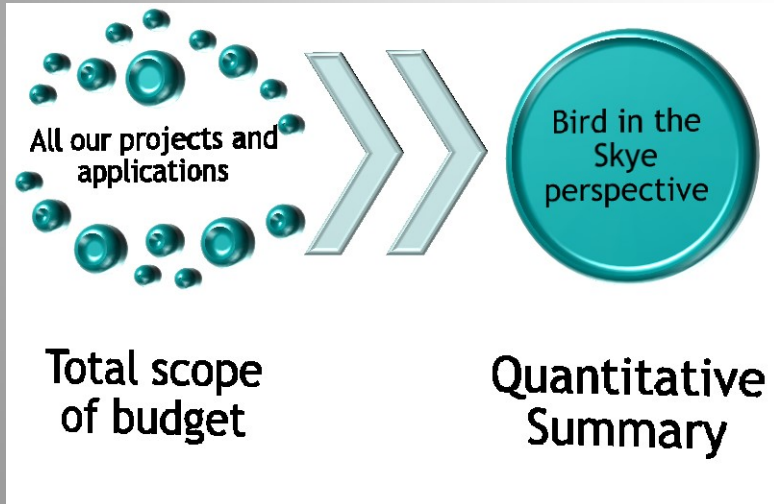 All our projects and
applications
Bird in the
Skye
perspective
Total scope
of budget
Quantitative
Summary